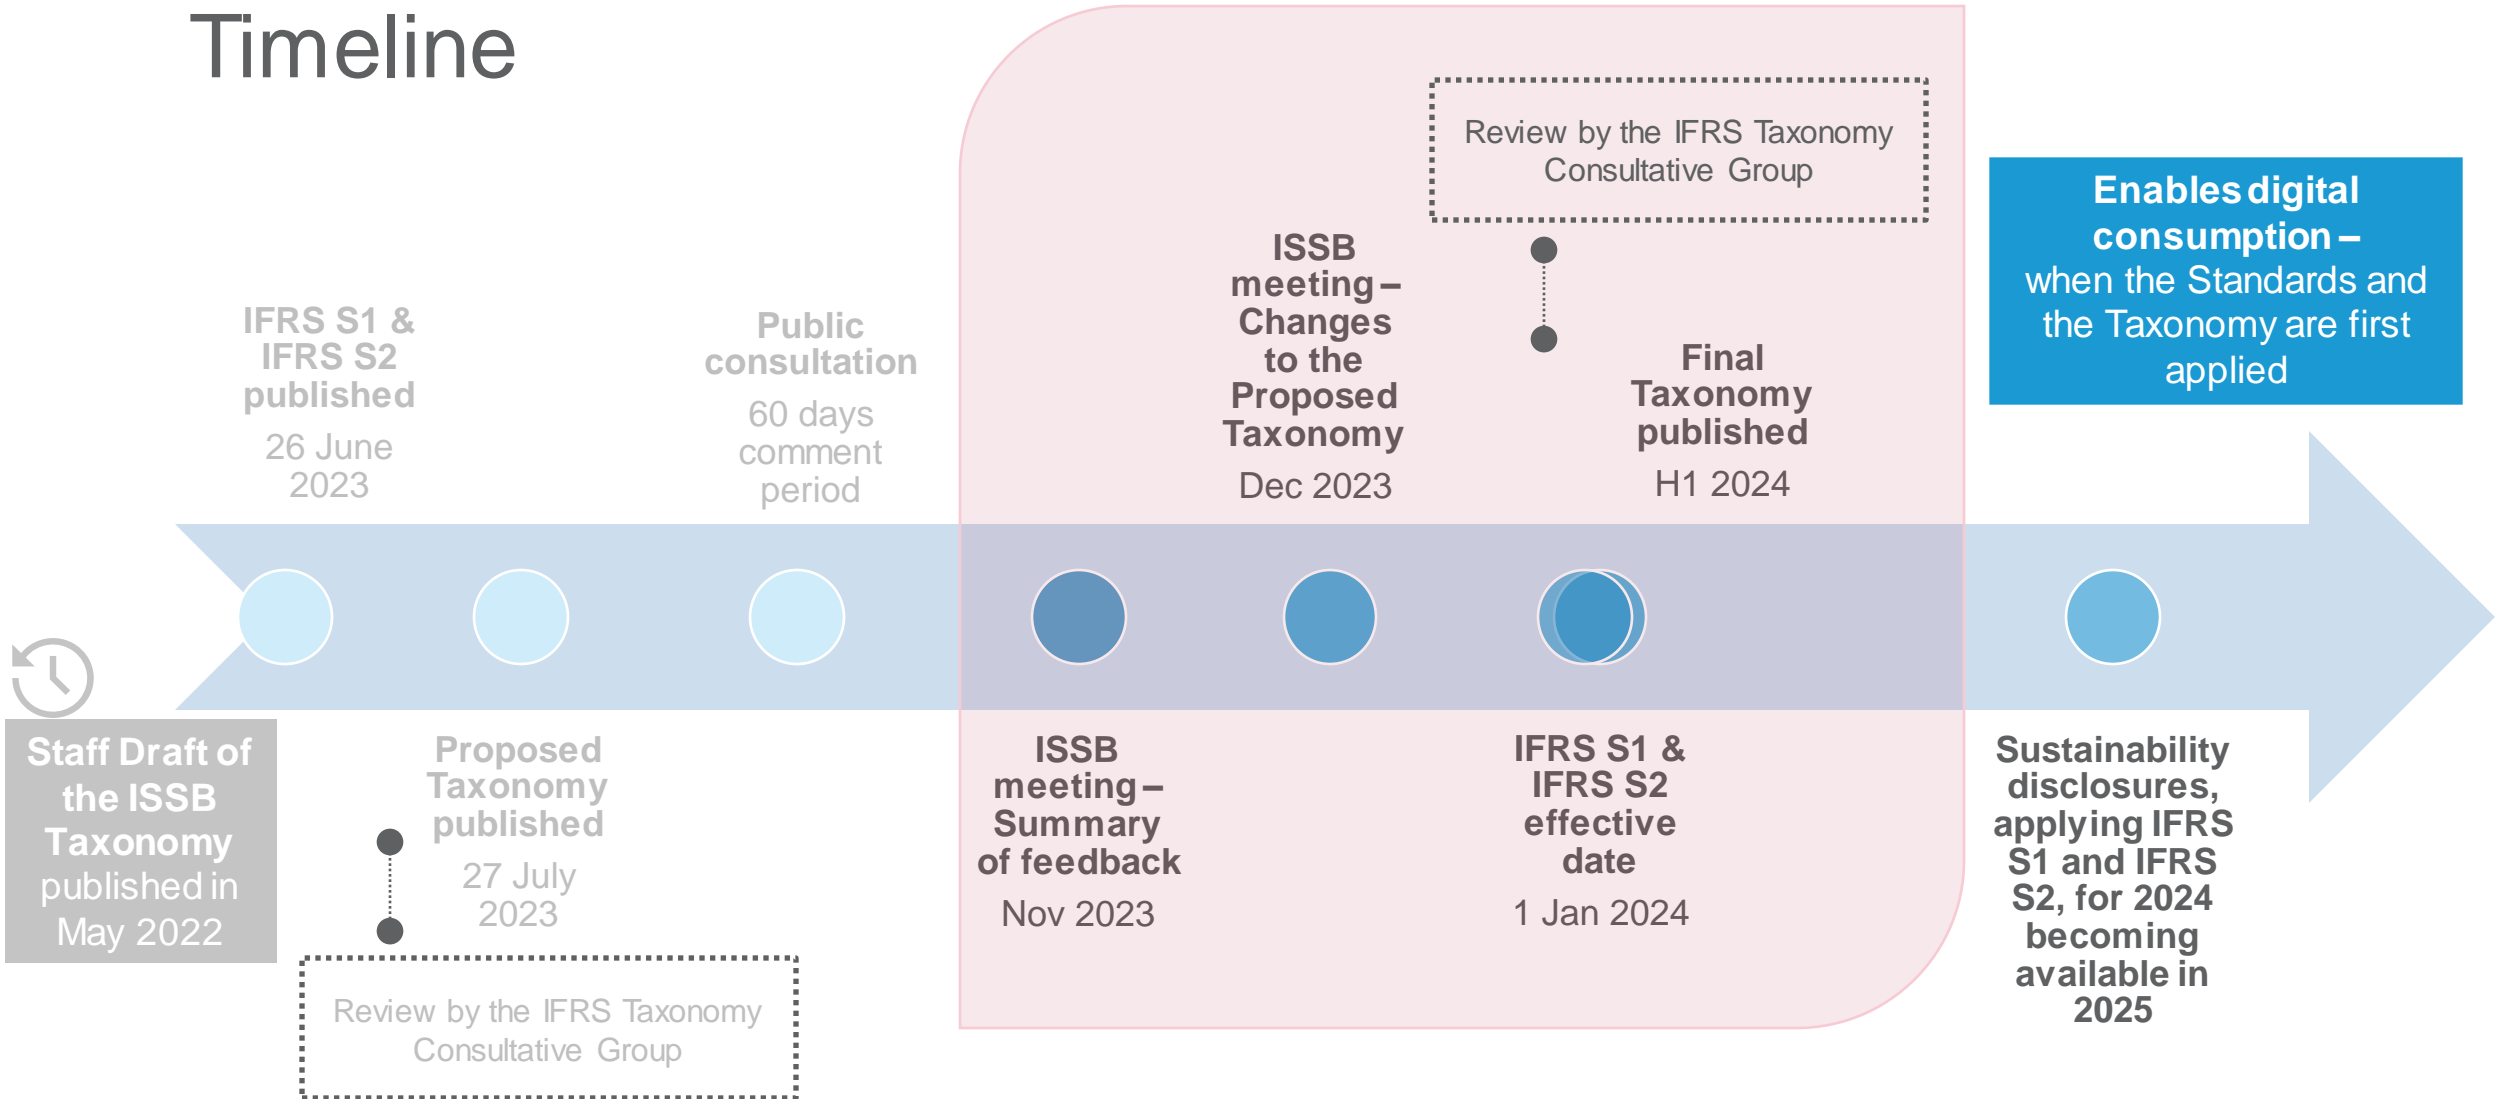 Timeline
Staff Draft of
the ISSB
Taxonomy
published in
May 2022
IFRS S1 &
IFRS S2
published
26 June
2023
Proposed
Taxonomy
published
27 July
2023
Review by the IFRS Taxonomy
Consultative Group
Public
consultation
60 days
comment
period
ISSB
meeting –
Summary
of feedback
Nov 2023
ISSB
meeting –
Changes
to the
Proposed
Taxonomy
Dec 2023
Review by the IFRS Taxonomy
Consultative Group
IFRS S1 &
IFRS S2
effective
date
1 Jan 2024
Final
Taxonomy
published
H1 2024
Enables digital
consumption –
when the Standards and
the Taxonomy are first
applied
Sustainability
disclosures,
applying IFRS
S1 and IFRS
S2, for 2024
becoming
available in
2025